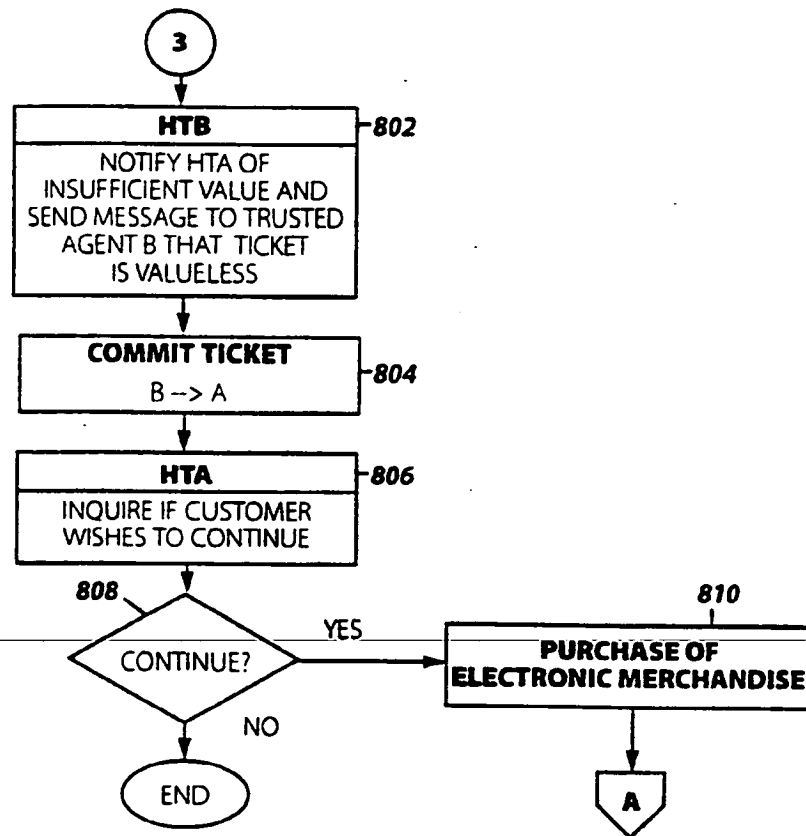 3
HTB
802
NOTIFY HTA OF
INSUFFICIENT VALUE AND
SEND MESSAGE TO TRUSTED
AGENT B THAT TICKET
IS VALUELESS
COMMIT TICKET
804
B --> A
HTA
806
INQUIRE IF CUSTOMER
WISHES TO CONTINUE
808
810
YES
CONTINUE?
PURCHASE OF
ELECTRONIC MERCHANDISE
NO
END
A